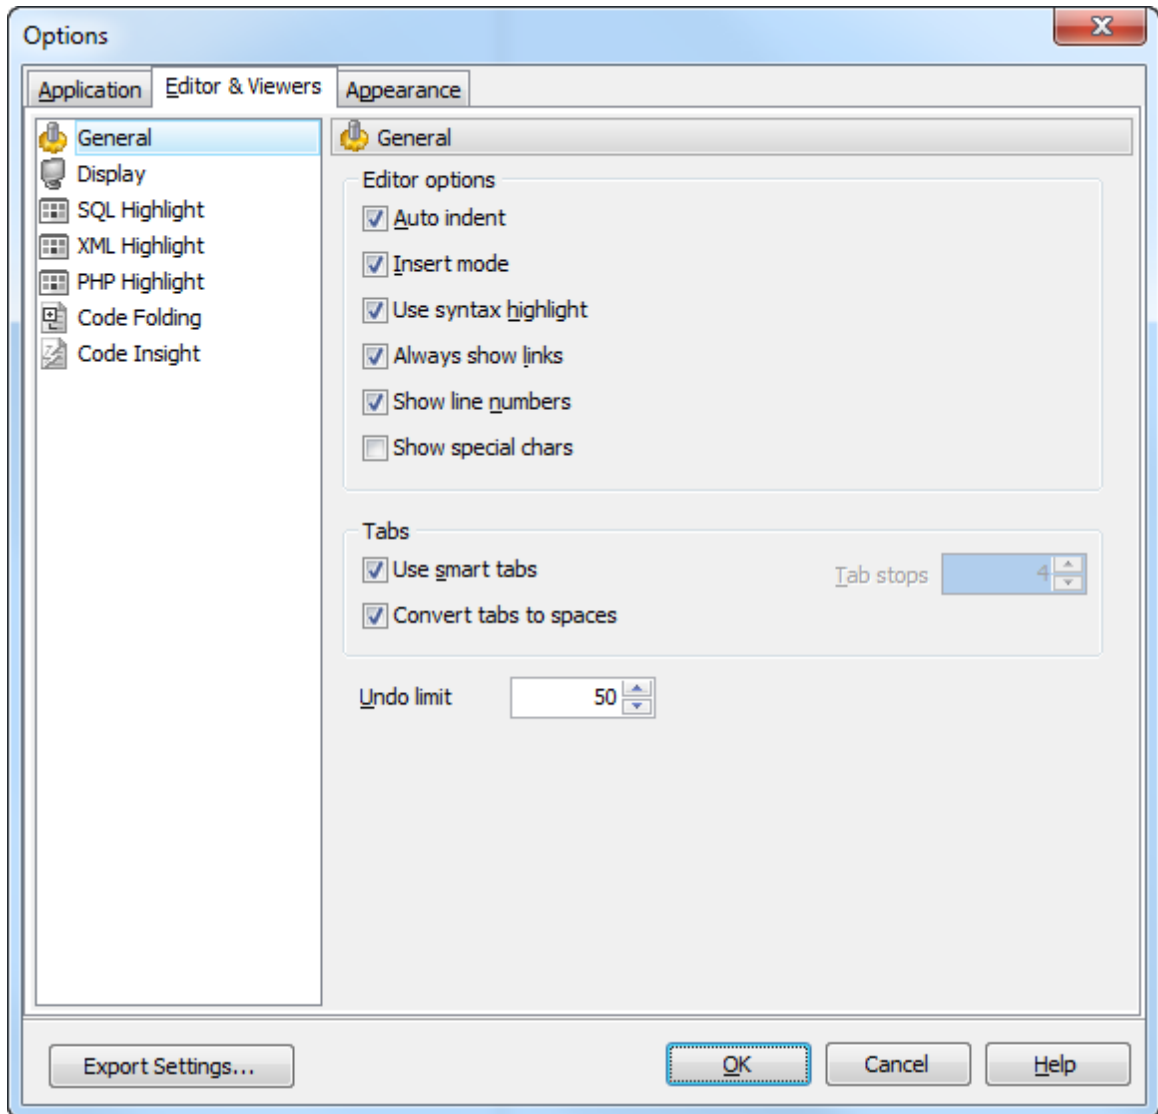 Options
Application
Editor & Viewers
Appearance
General
Display
SQL Highlight
XML Highlight
PHP Highlight
Code Folding
Code Insight
General
Editor options
Auto indent
Insert mode
Use syntax highlight
Always show links
Show line numbers
Show special chars
Tabs
Use smart tabs
Tab stops 4
Convert tabs to spaces
Undo limit 50
Export Settings...
OK
Cancel
Help